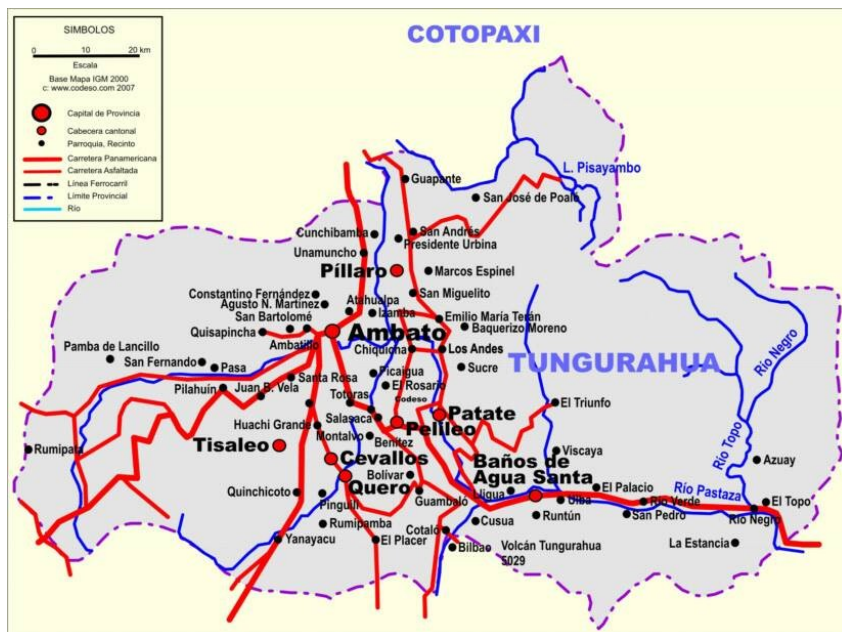 SIMBOLOS
0 10 20 km
Escala
Base Mapa IGM 2000
c: www.codeso.com 2007
Capital de Provincia
Cabecera cantonal
Parroquia, Recinto
Carretera Panamericana
Carretera Asfaltada
Línea Ferrocarril
Límite Provincial
Río
COTOPAXI
L. Pisayambo
Guapante
San José de Poaló
Cunchibamba
San Andrés
Presidente Urbina
Unamuncho
Píllaro
Marcos Espinel
Constantino Fernández
San Miguelito
Agusto N. Martínez
Atahualpa
Izamba
Emilio María Terán
San Bartolomé
Baquerizo Moreno
Quisapincha
Ambato
Ambatillo
Chiquicha
Los Andes
TUNGURAHUA
Río Negro
Pamba de Lancillo
San Fernando
Pasa
Picaigua
Sucre
Pilahuín
Juan B. Vela
Santa Rosa
El Rosario
Codeso
Totoras
El Triunfo
Huachi Grande
Salasaca
Patate
Pelileo
Montalvo
Benítez
Tisaleo
Rumipata
Viscaya
Río Topo
Azuay
Cevallos
Baños de
Agua Santa
Bolívar
Quero
Quinchicoto
Pinguilí
Guambaló
Lligua
Ulba
El Palacio
Río Pastaza
Río Verde
El Topo
Río Negro
Rumipamba
Cusua
Runtún
San Pedro
Yanayacu
El Placer
Cotaló
Bilbao
Volcán Tungurahua
5029
La Estancia